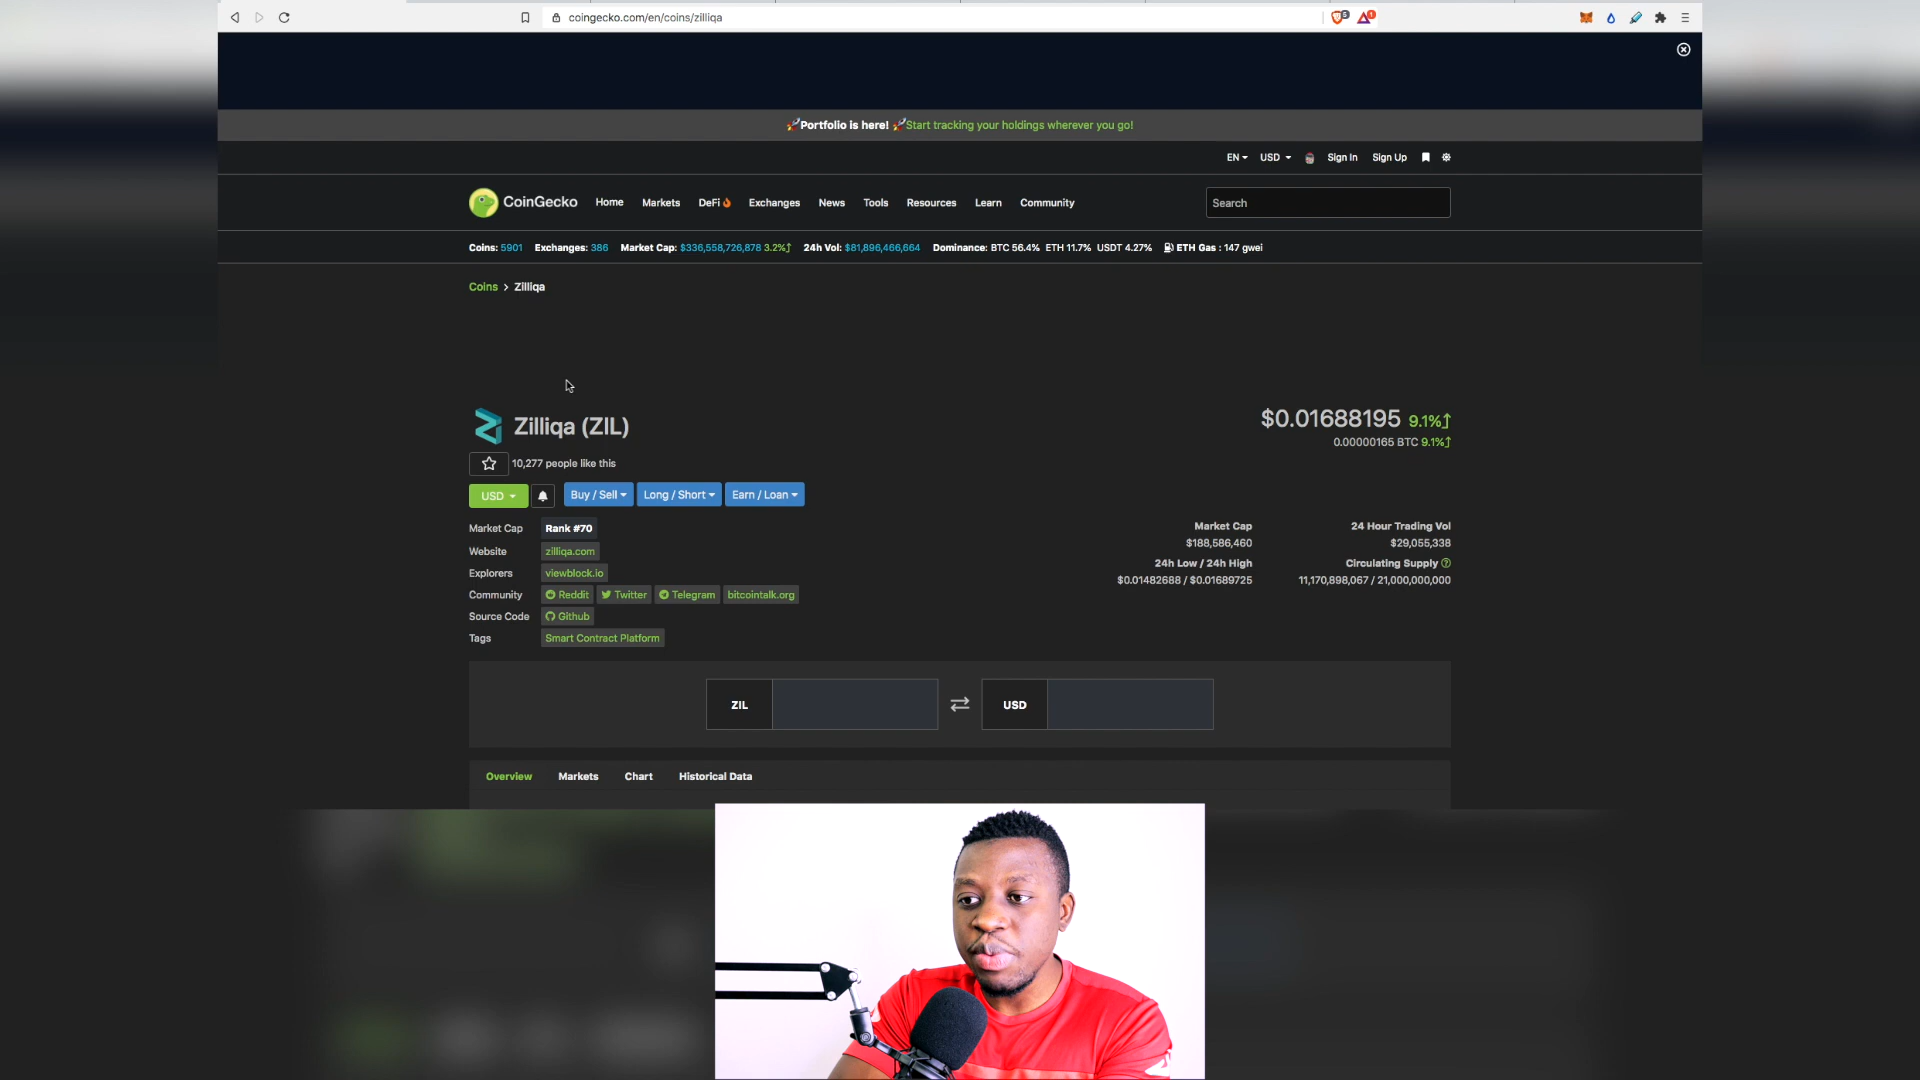 coingecko.com/en/coins/zilliqa
Portfolio is here! Start tracking your holdings wherever you go!
EN USD Sign In Sign Up
CoinGecko Home Markets DeFi Exchanges News Tools Resources Learn Community Search
Coins: 5901 Exchanges: 386 Market Cap: $336,558,726,878 3.2% 24h Vol: $81,896,466,664 Dominance: BTC 56.4% ETH 11.7% USDT 4.27% ETH Gas : 147 gwei
Coins > Zilliqa
Zilliqa (ZIL)
$0.01688195 9.1%
0.00000165 BTC 9.1%
10,277 people like this
USD Buy / Sell Long / Short Earn / Loan
Market Cap Rank #70
Website zilliqa.com
Explorers viewblock.io
Community Reddit Twitter Telegram bitcointalk.org
Source Code Github
Tags Smart Contract Platform
Market Cap 24 Hour Trading Vol
$188,586,460 $29,055,338
24h Low / 24h High Circulating Supply
$0.01482688 / $0.01689725 11,170,898,067 / 21,000,000,000
ZIL USD
Overview Markets Chart Historical Data